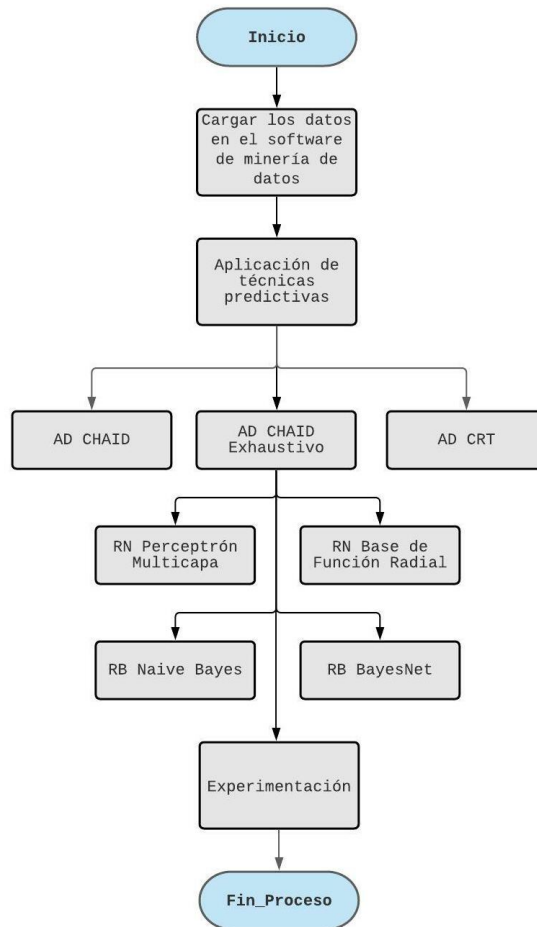 Inicio
Cargar los datos
en el software
de minería de
datos
Aplicación de
técnicas
predictivas
AD CHAID
AD CHAID
Exhaustivo
AD CRT
RN Perceptrón
Multicapa
RN Base de
Función Radial
RB Naive Bayes
RB BayesNet
Experimentación
Fin_Proceso